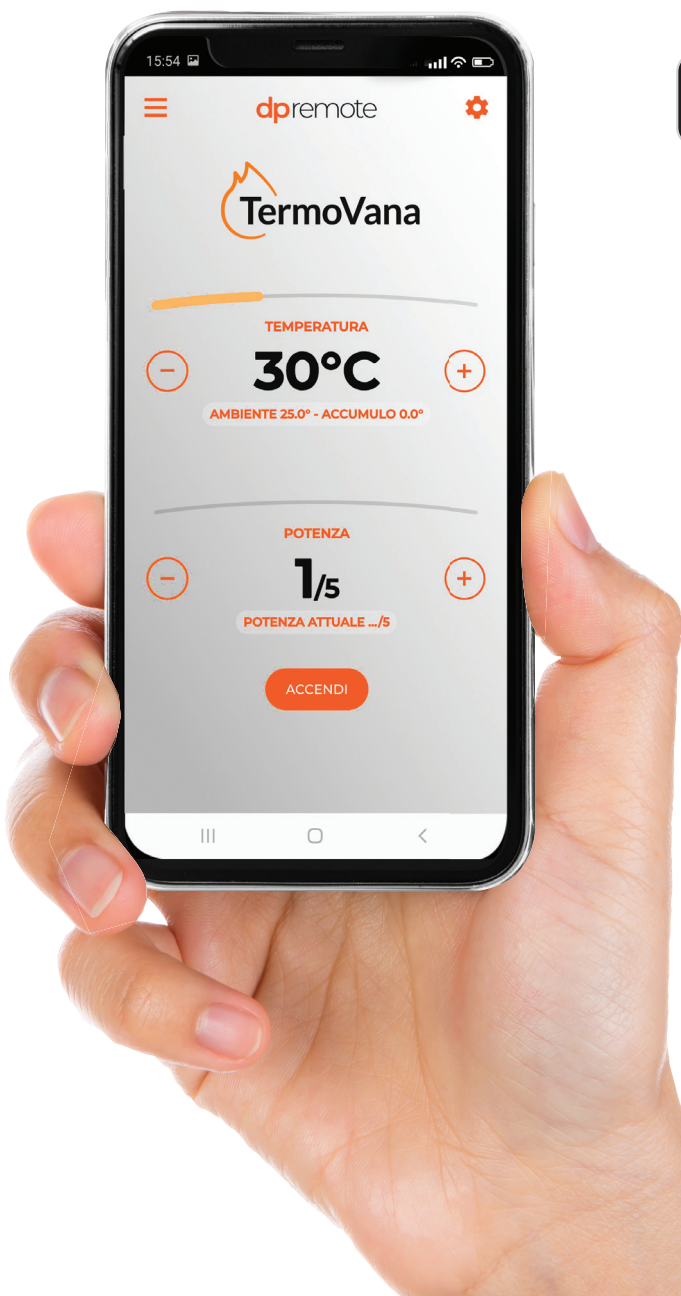 15:54
dpremote
TermoVana
TEMPERATURA
30°C
AMBIENTE 25.0° - ACCUMULO 0.0°
POTENZA
1/5
POTENZA ATTUALE .../5
ACCENDI